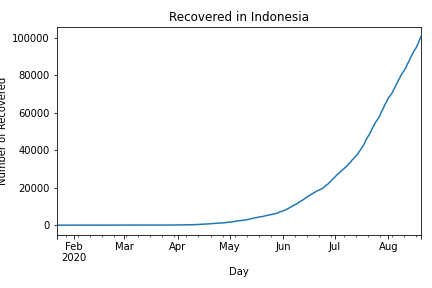 Recovered in Indonesia
Number of Recovered
100000
80000
60000
40000
20000
0
Feb Mar Apr May Jun Jul Aug
2020
Day